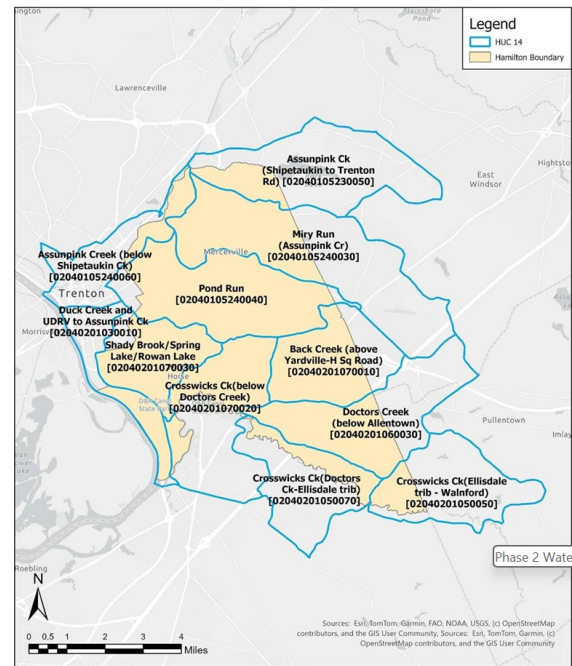 Plainsboro
Pond
Legend
HUC 14
Hamilton Boundary
Lawrenceville
Assunpink Ck
(Shipetaukin to Trenton
Rd) [02040105230050]
East
Windsor
Hightsto
Miry Run
(Assunpink Cr)
[02040105240030]
Mercerville
Assunpink Creek (below
Shipetaukin Ck)
[02040105240060]
Trenton
Pond Run
[02040105240040]
Duck Creek and
UDRV to Assunpink Ck
[02040201030010]
Morrisv
Shady Brook/Spring
Lake/Rowan Lake
[02040201070030]
Horse
Back Creek (above
Yardville-H Sq Road)
[02040201070010]
Crosswicks Ck(below
Doctors Creek)
[02040201070020]
Doctors Creek
(below Allentown)
[02040201060030]
Pullentown
Imlay
Crosswicks Ck(Doctors
Ck-Ellisdale trib)
[02040201050070]
Crosswicks Ck(Ellisdale
trib - Walnford)
[02040201050050]
Phase 2 Wate
Roebling
N
0 0.5 1 2 3 4
Miles
Sources: Esri, TomTom, Garmin, FAO, NOAA, USGS, (c) OpenStreetMap
contributors, and the GIS User Community, Sources: Esri, TomTom, Garmin, (c)
OpenStreetMap contributors, and the GIS User Community